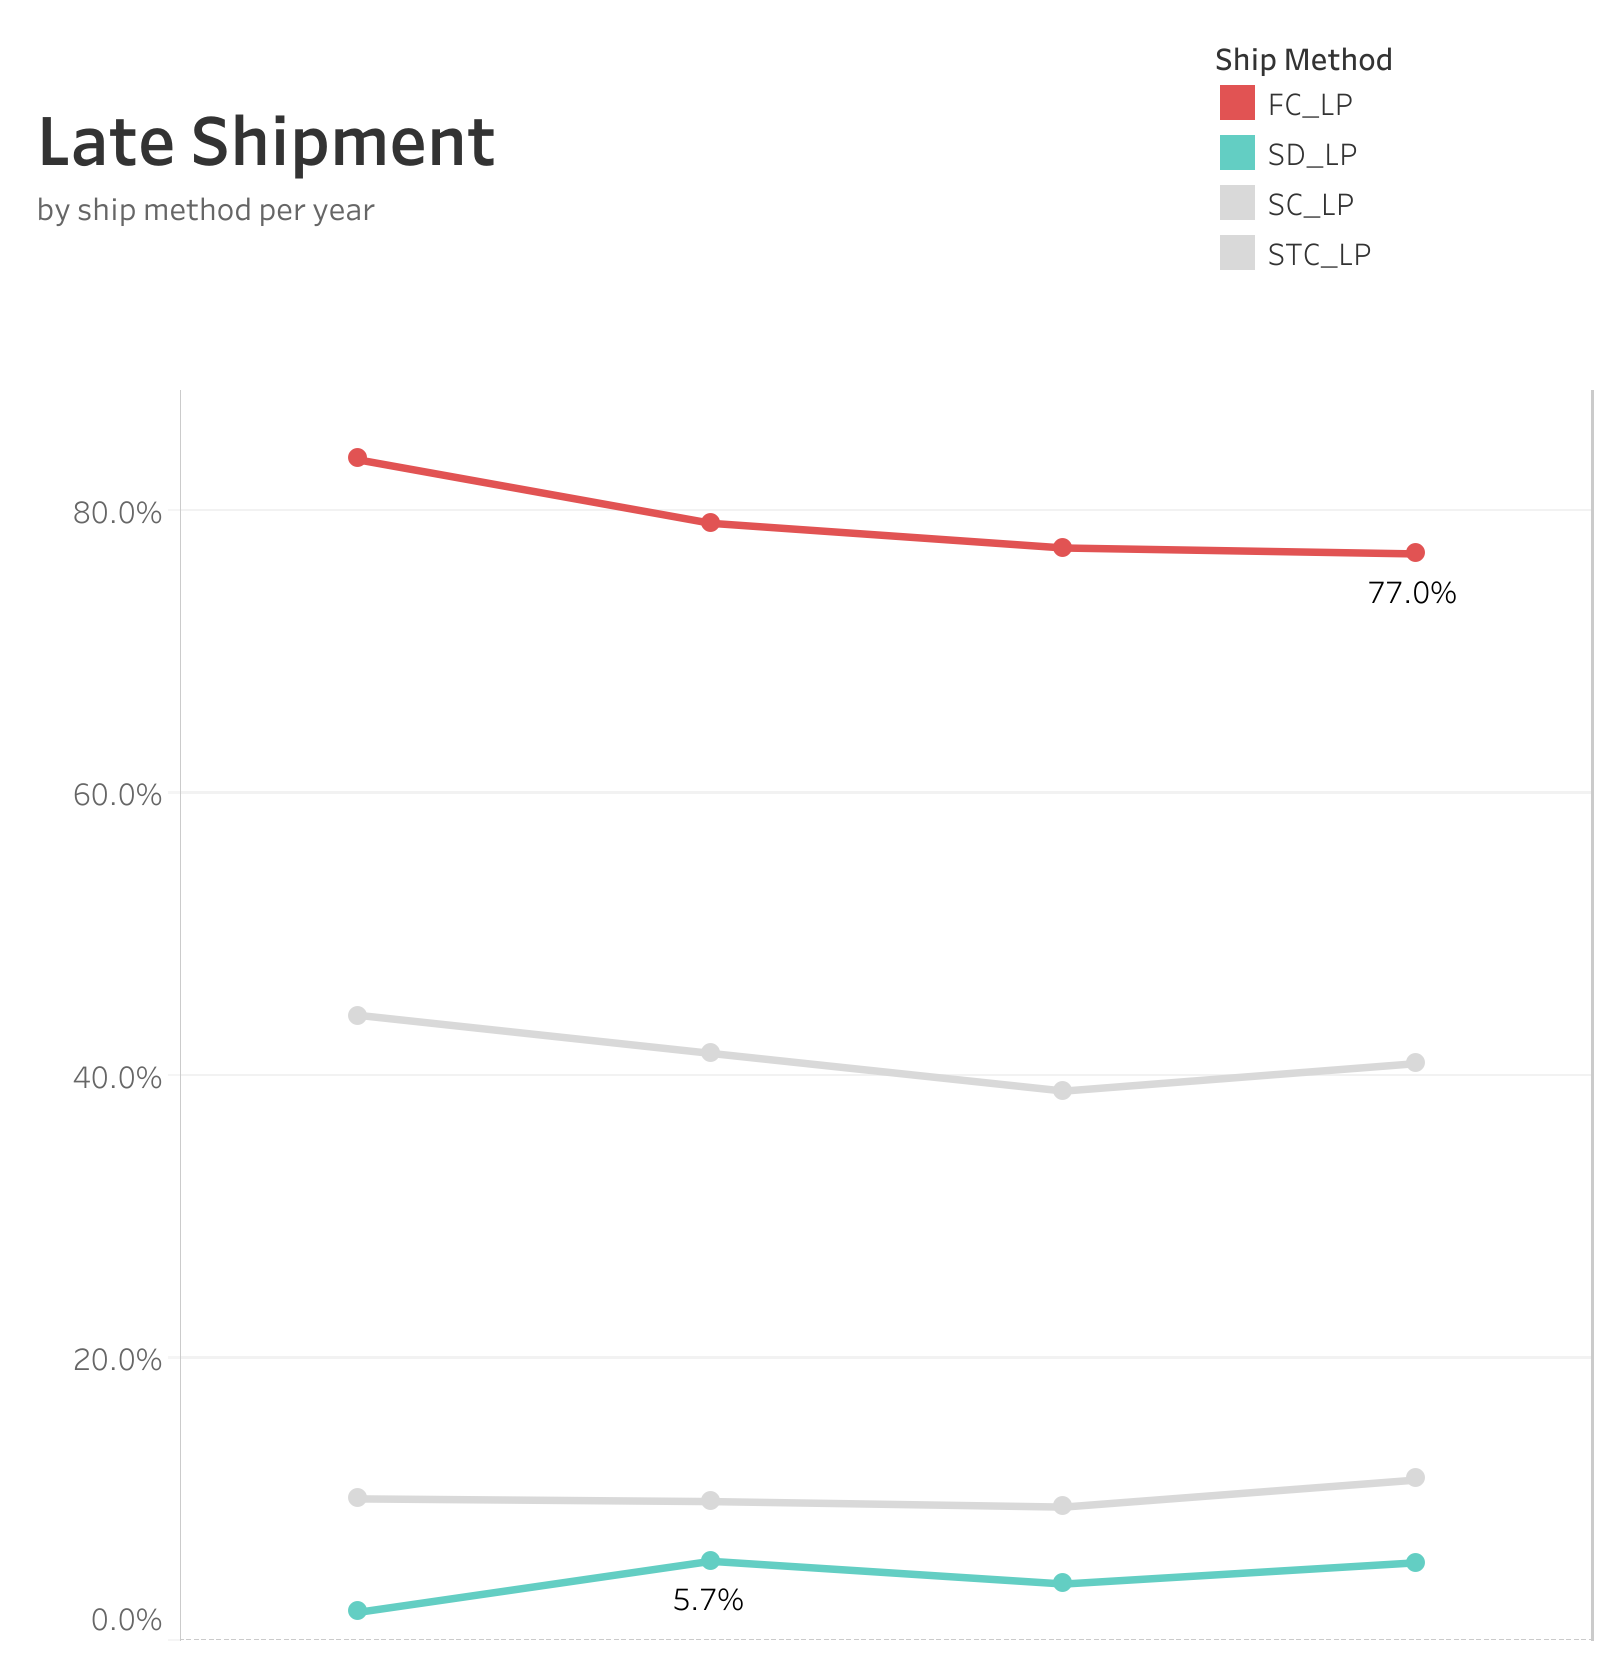 Late Shipment
by ship method per year
Ship Method
FC_LP
SD_LP
SC_LP
STC_LP
80.0%
77.0%
60.0%
40.0%
20.0%
5.7%
0.0%